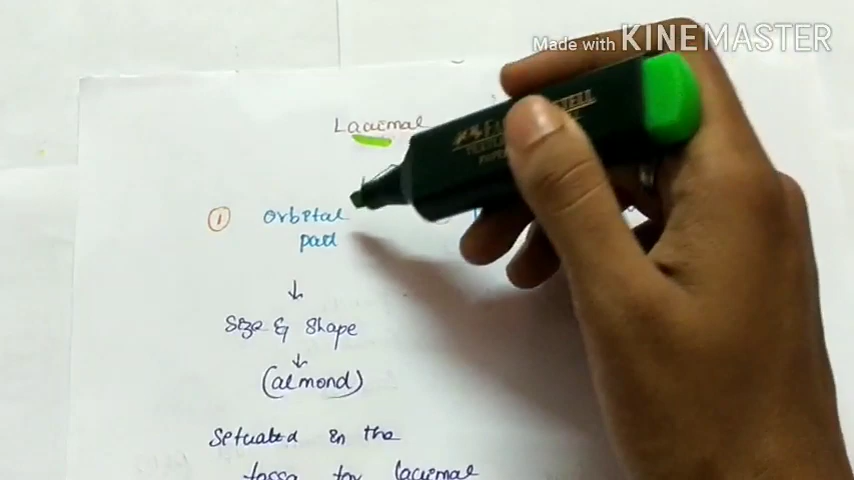 Made with KINEMASTER
Lacrimal
① Orbital
part
↓
Size & Shape
↓
(almond)
Situated in the
fossa for lacrimal